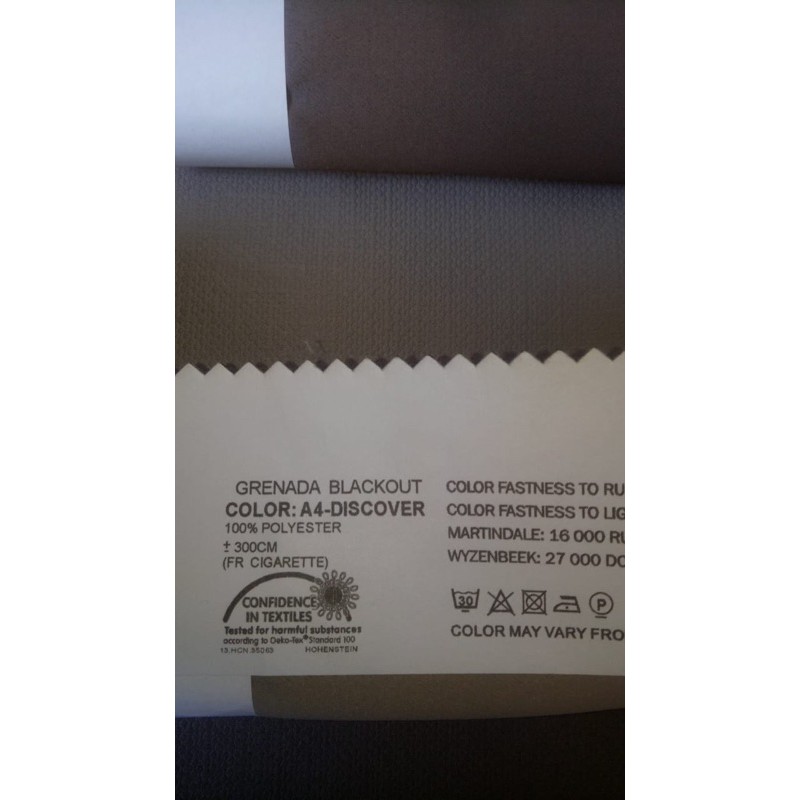 GRENADA BLACKOUT
COLOR: A4-DISCOVER
100% POLYESTER
± 300CM
(FR CIGARETTE)
CONFIDENCE
IN TEXTILES
Tested for harmful substances
according to Oeko-Tex® Standard 100
HOHENSTEIN
COLOR FASTNESS TO RU
COLOR FASTNESS TO LIG
MARTINDALE: 16 000 RU
WYZENBEEK: 27 000 DO
30
P
COLOR MAY VARY FRO